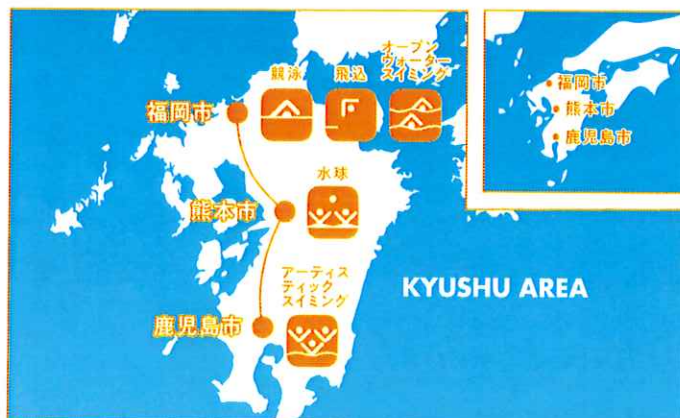 競泳
飛込
オープン
ウォーター
スイミング
福岡市
熊本市
水球
アーティス
ティック
スイミング
鹿児島市
KYUSHU AREA
福岡市
熊本市
鹿児島市